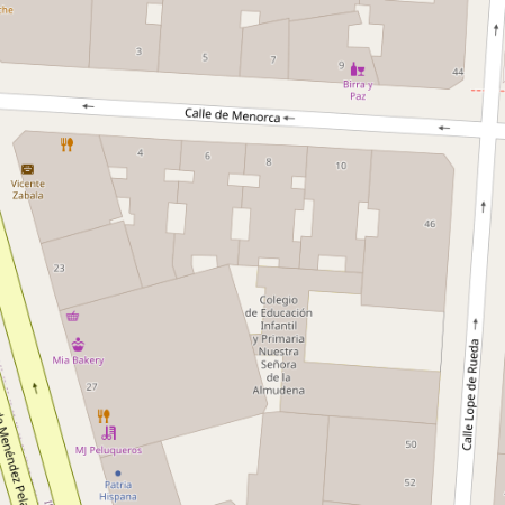 44
3
5
7
9
Birra y
Paz
Calle de Menorca
4
6
8
10
Vicente
Zabala
46
23
Colegio
de Educación
Infantil
y Primaria
Nuestra
Señora
de la
Almudena
Mia Bakery
Calle Lope de Rueda
27
MJ Peluqueros
50
Patria
Hispana
52